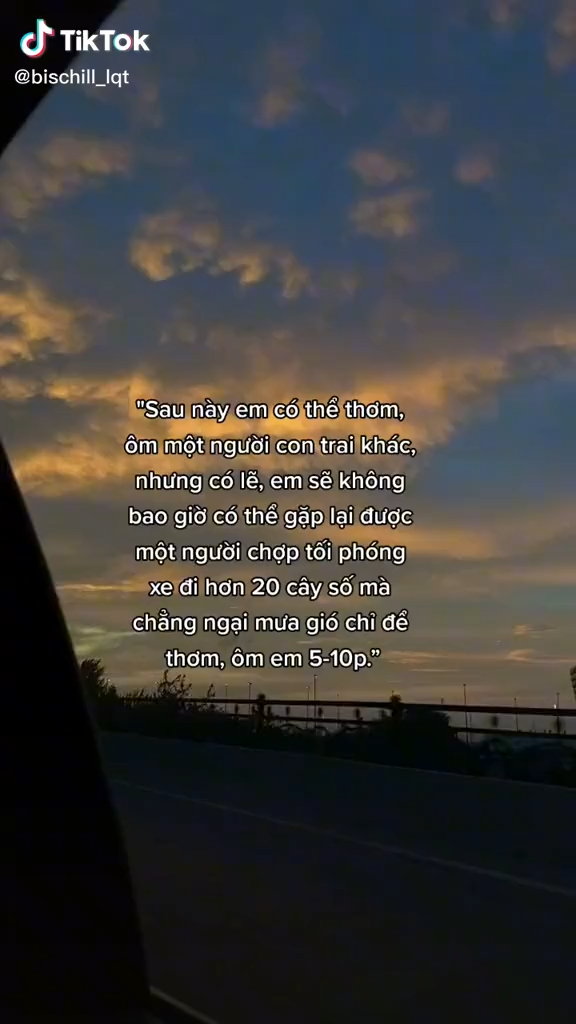 TikTok
@bischill_lqt
"Sau này em có thể thơm,
ôm một người con trai khác,
nhưng có lẽ, em sẽ không
bao giờ có thể gặp lại được
một người chợp tối phóng
xe đi hơn 20 cây số mà
chẳng ngại mưa gió chỉ để
thơm, ôm em 5-10p.”